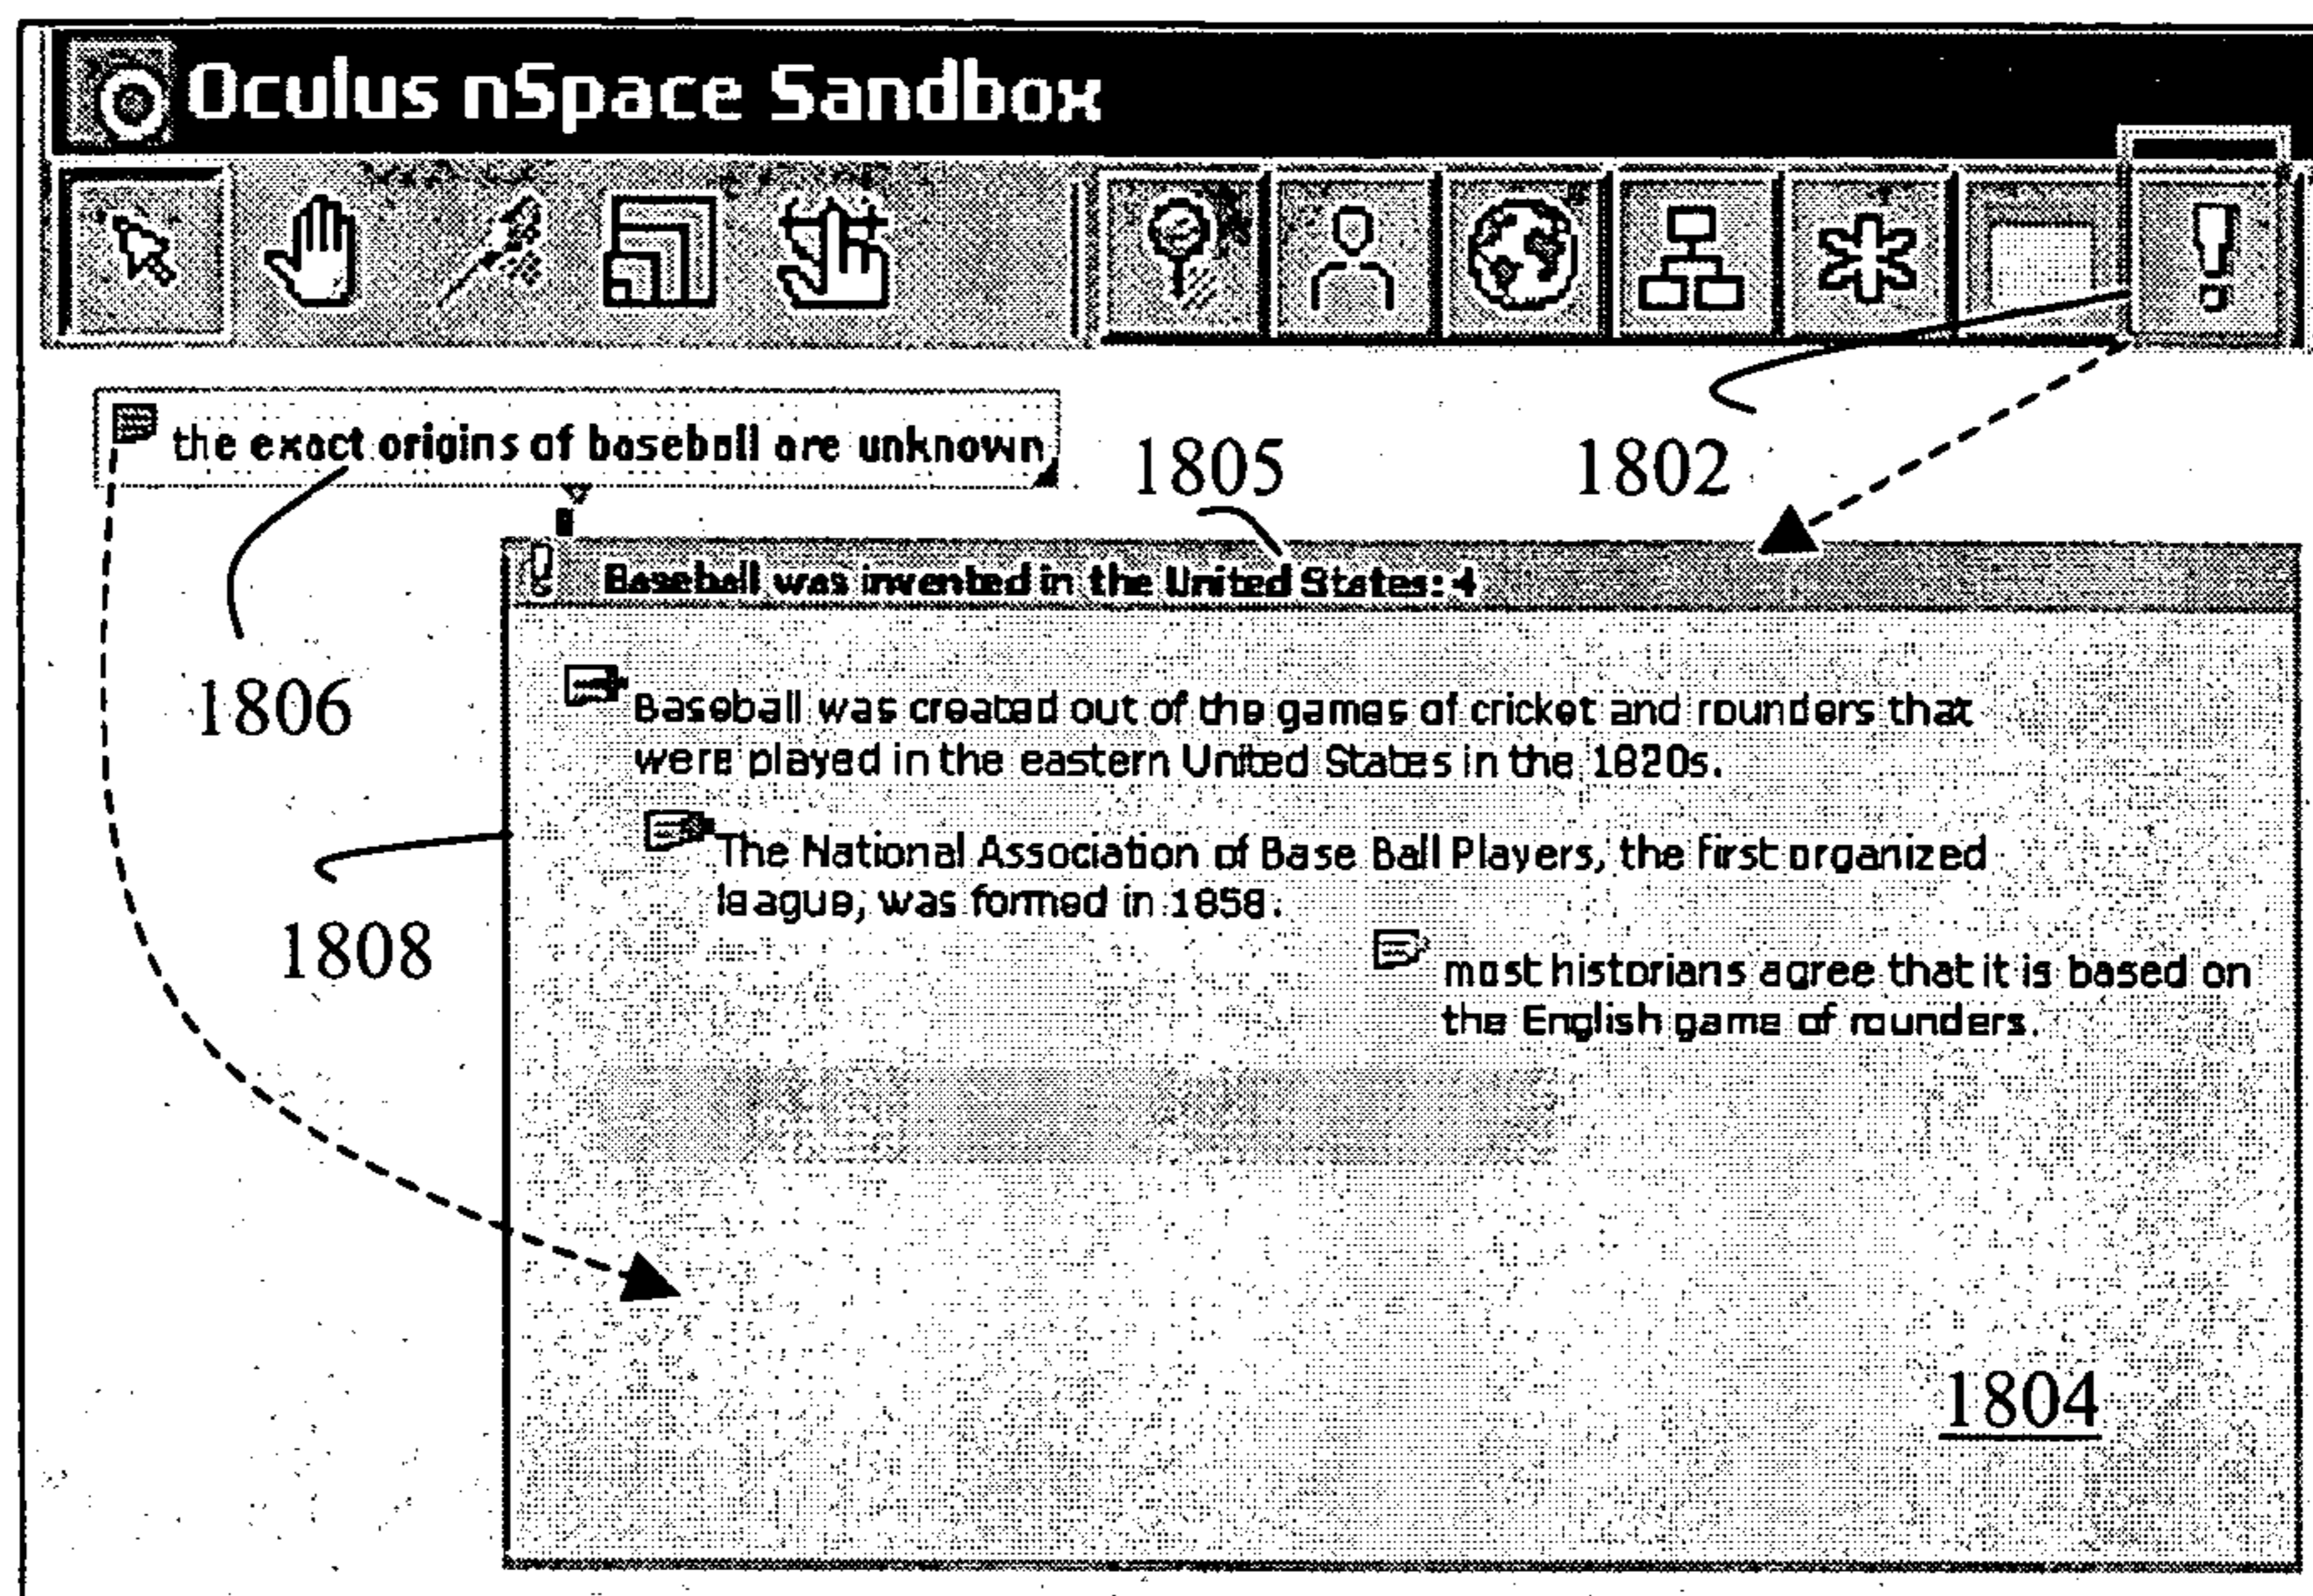 Oculus nSpace Sandbox
the exact origins of baseball are unknown
1805
1802
Baseball was invented in the United States: 4
1806
Baseball was created out of the games of cricket and rounders that
were played in the eastern United States in the 1820s.
The National Association of Base Ball Players, the first organized
league, was formed in 1858.
1808
most historians agree that it is based on
the English game of rounders.
1804